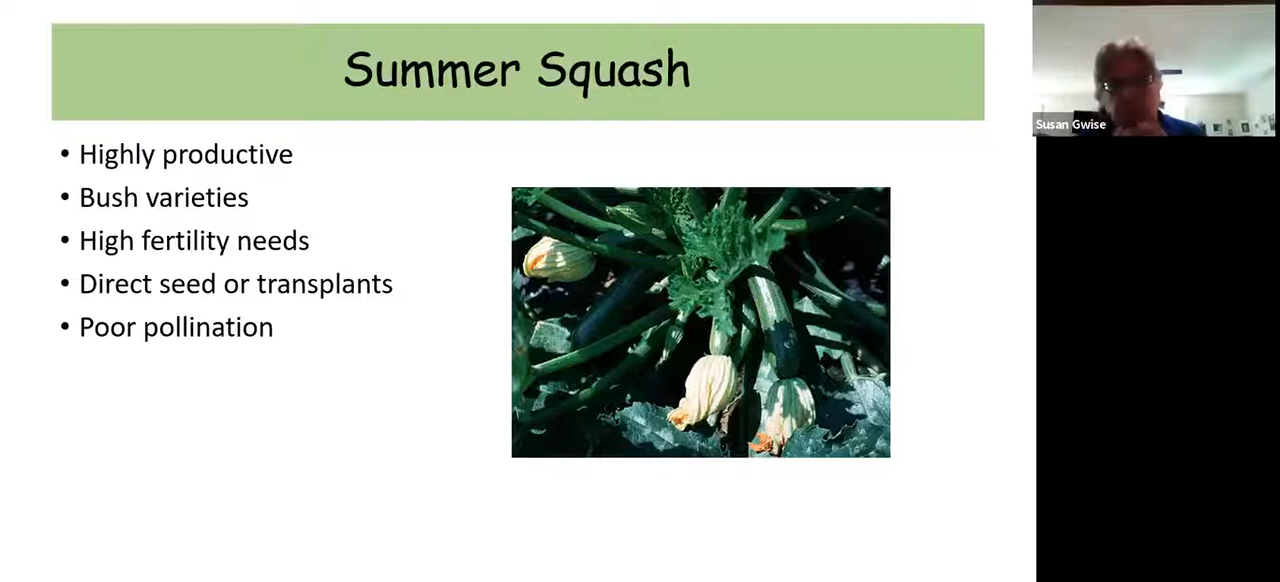 Summer Squash
• Highly productive
• Bush varieties
• High fertility needs
• Direct seed or transplants
• Poor pollination
Susan Gwise